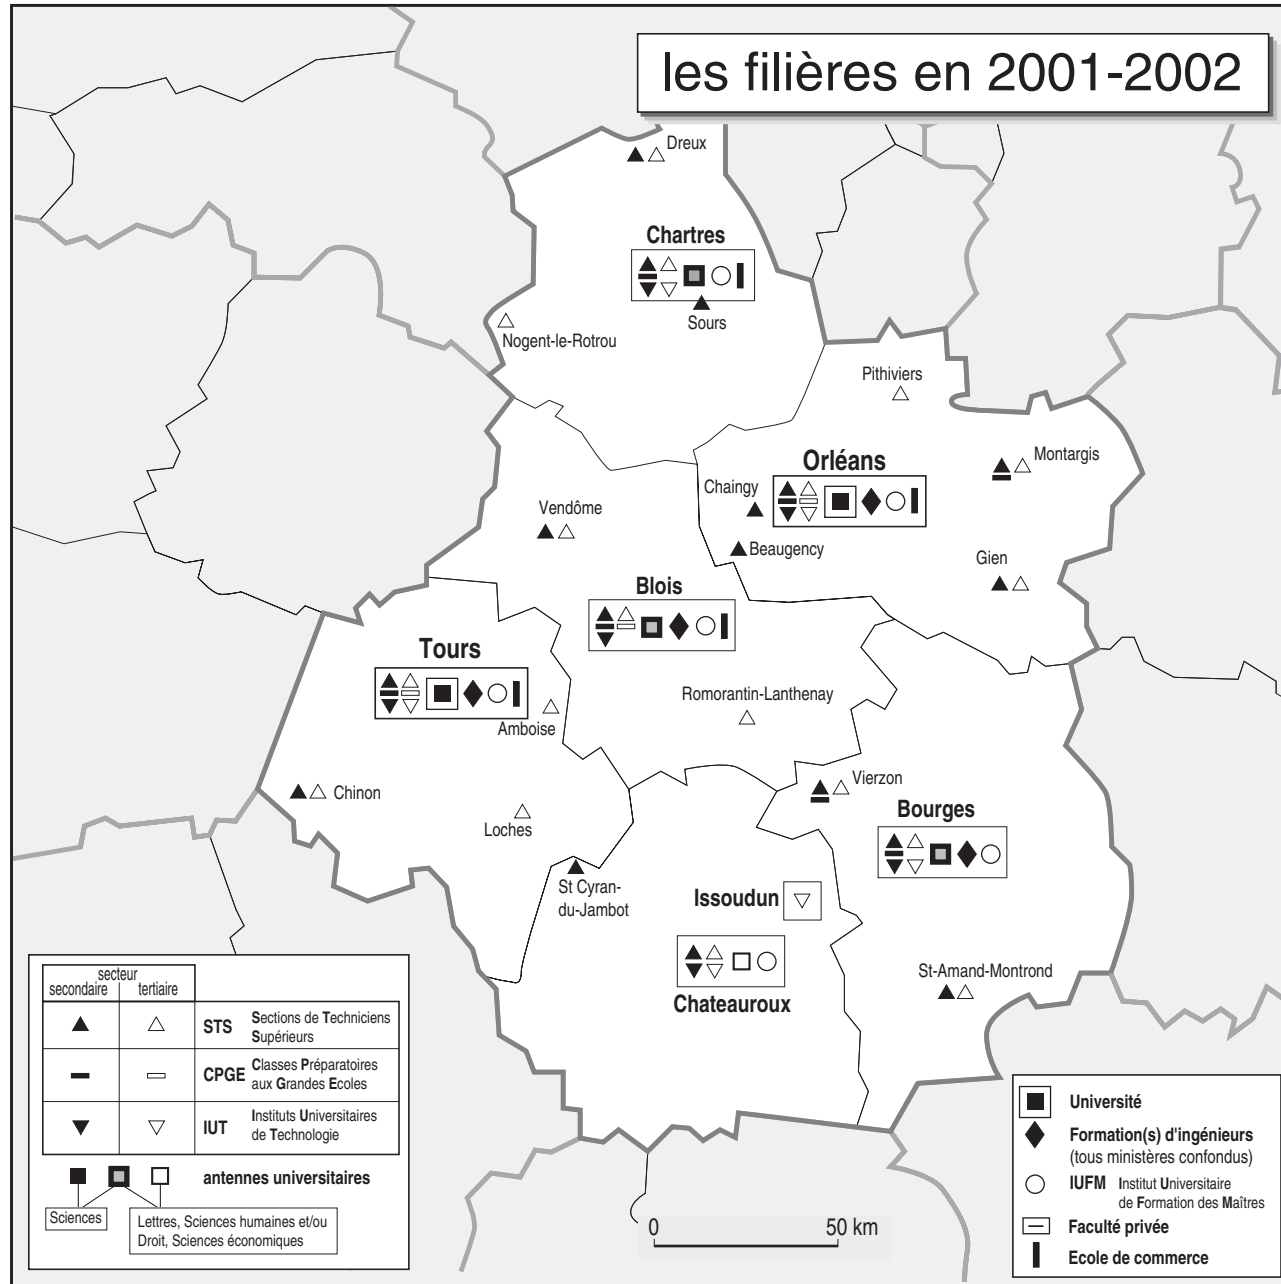 les filières en 2001-2002
Dreux
Chartres
Sours
Nogent-le-Rotrou
Pithiviers
Orléans
Montargis
Chaingy
Vendôme
Beaugency
Gien
Blois
Tours
Romorantin-Lanthenay
Amboise
Vierzon
Chinon
Bourges
Loches
St Cyran-
du-Jambot
Issoudun
St-Amand-Montrond
Chateauroux
secteur
secondaire tertiaire
STS Sections de Techniciens
Supérieurs
CPGE Classes Préparatoires
aux Grandes Ecoles
IUT Instituts Universitaires
de Technologie
antennes universitaires
Sciences
Lettres, Sciences humaines et/ou
Droit, Sciences économiques
0 50 km
Université
Formation(s) d'ingénieurs
(tous ministères confondus)
IUFM Institut Universitaire
de Formation des Maîtres
Faculté privée
Ecole de commerce